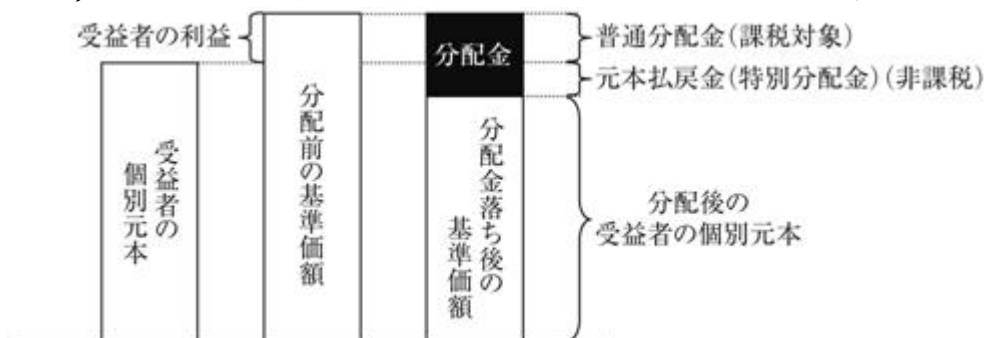 受益者の利益
分配金
普通分配金(課税対象)
元本払戻金(特別分配金)(非課税)
受益者の
個別元本
分配前の基準価額
分配金落ち後の
基準価額
分配後の
受益者の個別元本